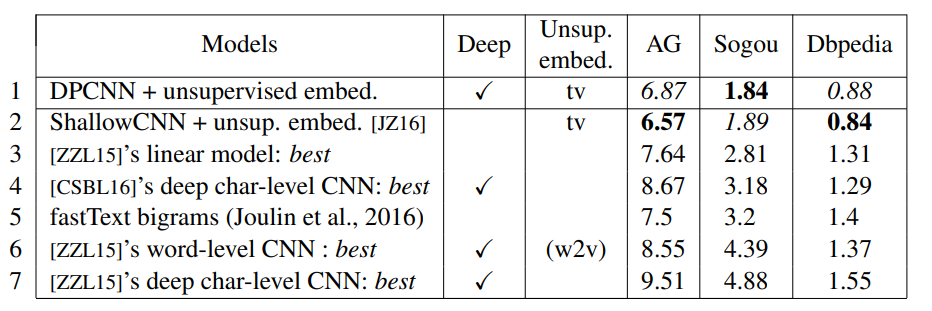 Models Deep Unsup. embed. AG Sogou Dbpedia
1 DPCNN + unsupervised embed. ✓ tv 6.87 1.84 0.88
2 ShallowCNN + unsup. embed. [JZ16] tv 6.57 1.89 0.84
3 [ZZL15]'s linear model: best 7.64 2.81 1.31
4 [CSBL16]'s deep char-level CNN: best ✓ 8.67 3.18 1.29
5 fastText bigrams (Joulin et al., 2016) 7.5 3.2 1.4
6 [ZZL15]'s word-level CNN : best ✓ (w2v) 8.55 4.39 1.37
7 [ZZL15]'s deep char-level CNN: best ✓ 9.51 4.88 1.55